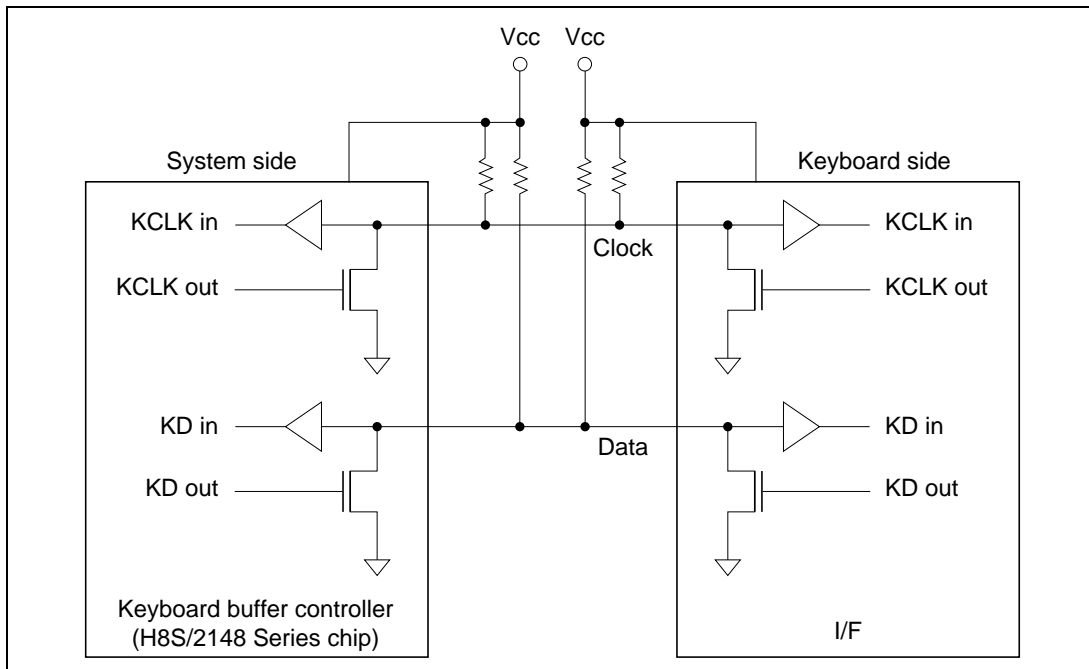 Vcc
Vcc
System side
Keyboard side
KCLK in
KCLK in
Clock
KCLK out
KCLK out
KD in
KD in
Data
KD out
KD out
Keyboard buffer controller
(H8S/2148 Series chip)
I/F